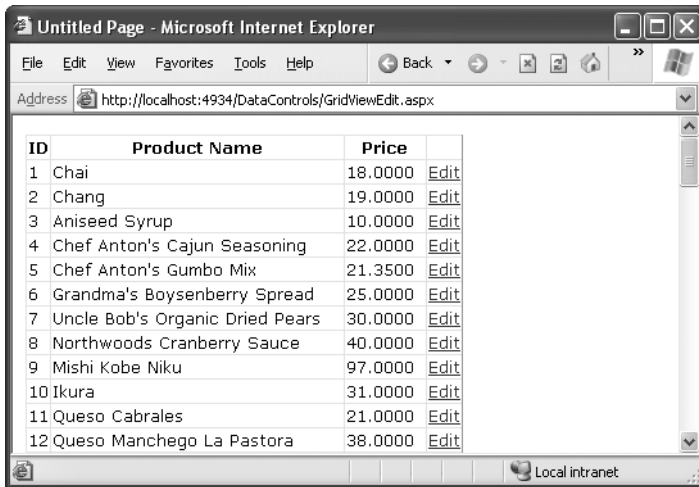 Untitled Page - Microsoft Internet Explorer
File Edit View Favorites Tools Help Back »
Address http://localhost:4934/DataControls/GridViewEdit.aspx
ID Product Name Price
1 Chai 18.0000 Edit
2 Chang 19.0000 Edit
3 Aniseed Syrup 10.0000 Edit
4 Chef Anton's Cajun Seasoning 22.0000 Edit
5 Chef Anton's Gumbo Mix 21.3500 Edit
6 Grandma's Boysenberry Spread 25.0000 Edit
7 Uncle Bob's Organic Dried Pears 30.0000 Edit
8 Northwoods Cranberry Sauce 40.0000 Edit
9 Mishi Kobe Niku 97.0000 Edit
10 Ikura 31.0000 Edit
11 Queso Cabrales 21.0000 Edit
12 Queso Manchego La Pastora 38.0000 Edit
Local intranet